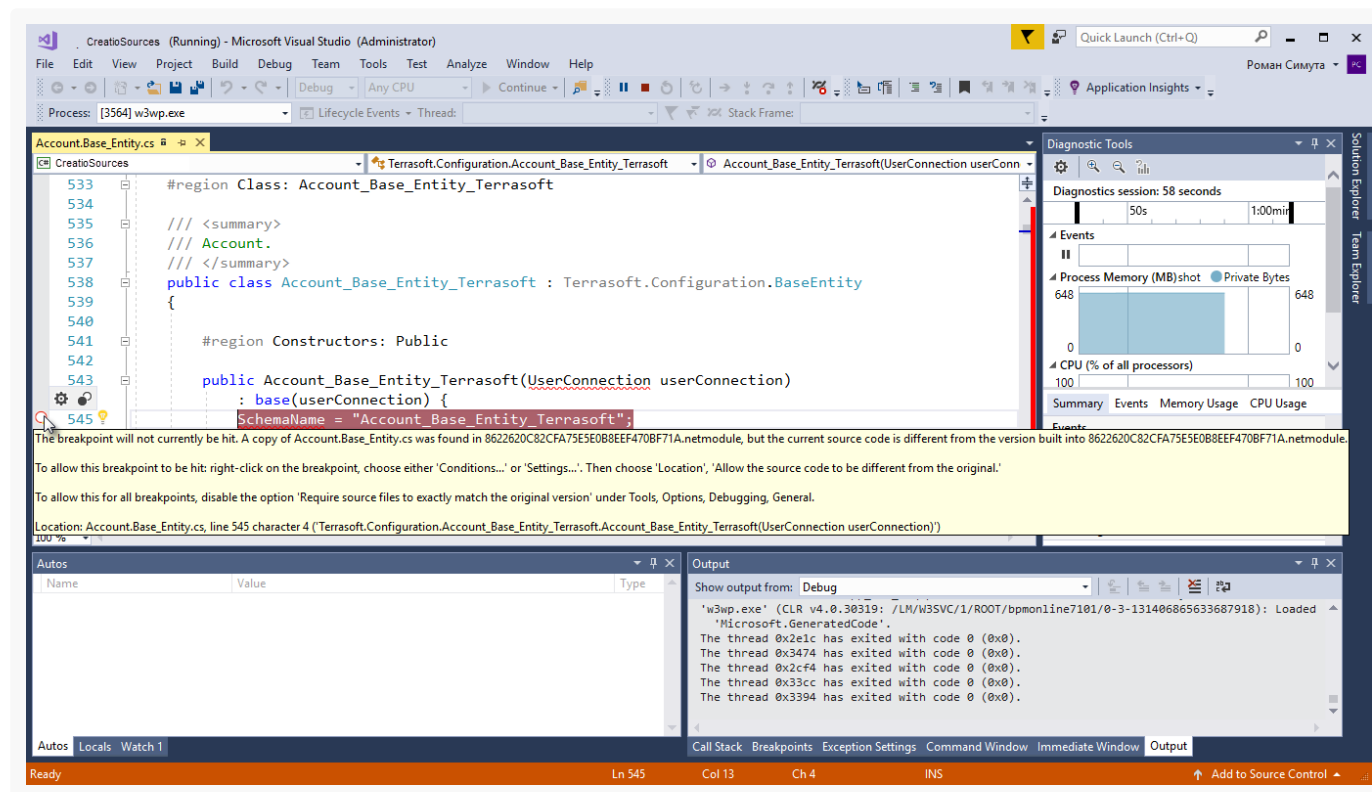 CreatioSources (Running) - Microsoft Visual Studio (Administrator)
Quick Launch (Ctrl+Q)
File Edit View Project Build Debug Team Tools Test Analyze Window Help
Роман Симута
РС
Debug Any CPU Continue Application Insights
Process: [3564] w3wp.exe Lifecycle Events Thread: Stack Frame:
Account.Base_Entity.cs
CreatioSources Terrasoft.Configuration.Account_Base_Entity_Terrasoft Account_Base_Entity_Terrasoft(UserConnection userConn
533 #region Class: Account_Base_Entity_Terrasoft
534
535 /// <summary>
536 /// Account.
537 /// </summary>
538 public class Account_Base_Entity_Terrasoft : Terrasoft.Configuration.BaseEntity
539 {
540
541 #region Constructors: Public
542
543 public Account_Base_Entity_Terrasoft(UserConnection userConnection)
: base(userConnection) {
545 SchemaName = "Account_Base_Entity_Terrasoft";
Diagnostic Tools
Diagnostics session: 58 seconds
50s 1:00min
Events
Process Memory (MB) shot Private Bytes
648 648
0 0
CPU (% of all processors)
100 100
Summary Events Memory Usage CPU Usage
Events
Solution Explorer
Team Explorer
The breakpoint will not currently be hit. A copy of Account.Base_Entity.cs was found in 8622620C82CFA75E5E0B8EEF470BF71A.netmodule, but the current source code is different from the version built into 8622620C82CFA75E5E0B8EEF470BF71A.netmodule.
To allow this breakpoint to be hit: right-click on the breakpoint, choose either 'Conditions...' or 'Settings...'. Then choose 'Location', 'Allow the source code to be different from the original.'
To allow this for all breakpoints, disable the option 'Require source files to exactly match the original version' under Tools, Options, Debugging, General.
Location: Account.Base_Entity.cs, line 545 character 4 ('Terrasoft.Configuration.Account_Base_Entity_Terrasoft.Account_Base_Entity_Terrasoft(UserConnection userConnection)')
100 %
Autos
Name Value Type
Autos Locals Watch 1
Output
Show output from: Debug
'w3wp.exe' (CLR v4.0.30319: /LM/W3SVC/1/ROOT/bpmonline7101/0-3-131406865633687918): Loaded
'Microsoft.GeneratedCode'.
The thread 0x2e1c has exited with code 0 (0x0).
The thread 0x3474 has exited with code 0 (0x0).
The thread 0x2cf4 has exited with code 0 (0x0).
The thread 0x33cc has exited with code 0 (0x0).
The thread 0x3394 has exited with code 0 (0x0).
Call Stack Breakpoints Exception Settings Command Window Immediate Window Output
Ready Ln 545 Col 13 Ch 4 INS Add to Source Control